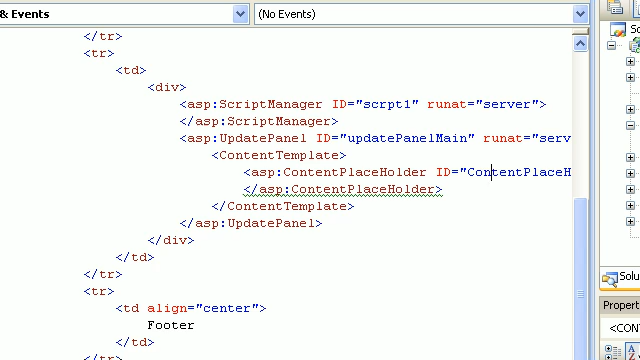 & Events
(No Events)
</tr>
<tr>
<td>
<div>
<asp:ScriptManager ID="scrpt1" runat="server">
</asp:ScriptManager>
<asp:UpdatePanel ID="updatePanelMain" runat="serv
<ContentTemplate>
<asp:ContentPlaceHolder ID="ContentPlaceH
</asp:ContentPlaceHolder>
</ContentTemplate>
</asp:UpdatePanel>
</div>
</td>
</tr>
<tr>
<td align="center">
Footer
</td>
</tr>
So
Solu
Propert
<CONT